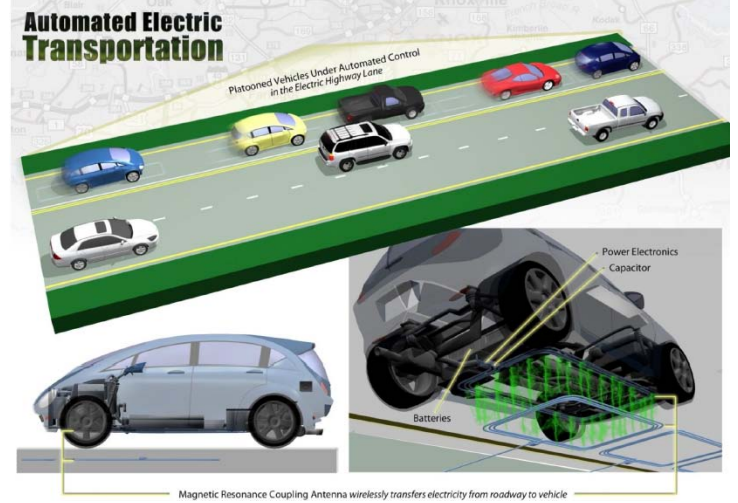 Automated Electric
Transportation
Platooned Vehicles Under Automated Control
in the Electric Highway Lane
Power Electronics
Capacitor
Batteries
Magnetic Resonance Coupling Antenna wirelessly transfers electricity from roadway to vehicle